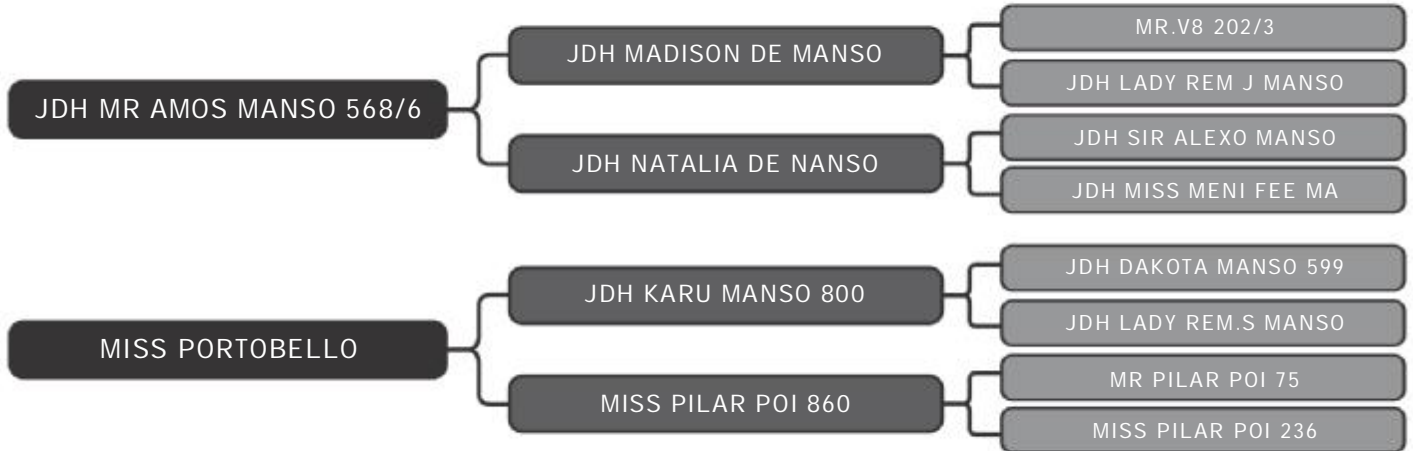 MR.V8 202/3
JDH MADISON DE MANSO
JDH LADY REM J MANSO
JDH MR AMOS MANSO 568/6
JDH SIR ALEXO MANSO
JDH NATALIA DE NANSO
JDH MISS MENI FEE MA
JDH DAKOTA MANSO 599
JDH KARU MANSO 800
JDH LADY REM.S MANSO
MISS PORTOBELLO
MR PILAR POI 75
MISS PILAR POI 860
MISS PILAR POI 236